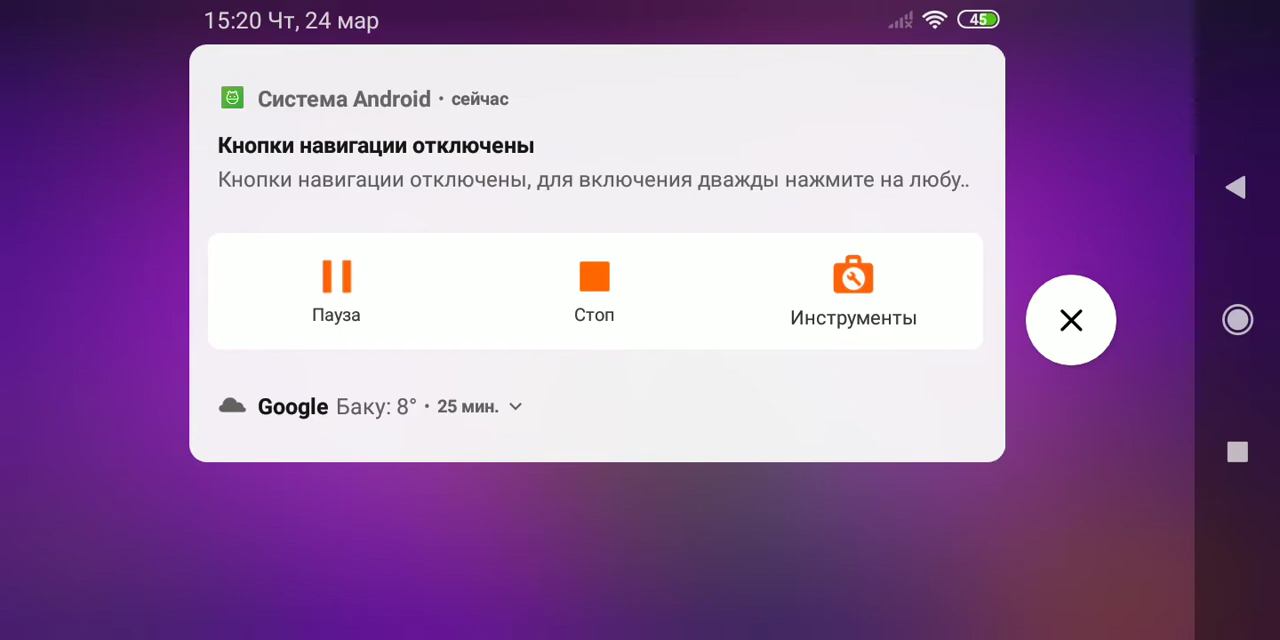 15:20 Чт, 24 мар
45
Система Android · сейчас
Кнопки навигации отключены
Кнопки навигации отключены, для включения дважды нажмите на любу..
Пауза
Стоп
Инструменты
Google Баку: 8° · 25 мин.